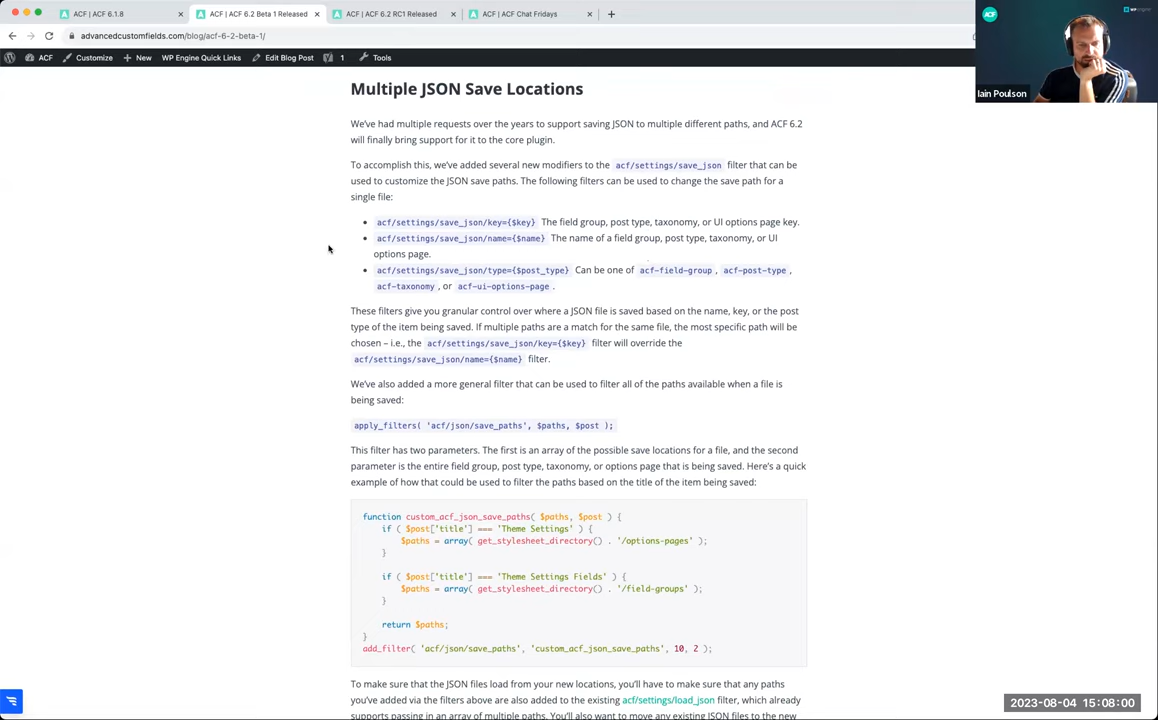 ACF | ACF 6.1.8
ACF | ACF 6.2 Beta 1 Released
ACF | ACF 6.2 RC1 Released
ACF | ACF Chat Fridays
advancedcustomfields.com/blog/acf-6-2-beta-1/
ACF
Customize
New
WP Engine Quick Links
Edit Blog Post
1
Tools
ACF
WP engine
Iain Poulson
Multiple JSON Save Locations
We've had multiple requests over the years to support saving JSON to multiple different paths, and ACF 6.2
will finally bring support for it to the core plugin.
To accomplish this, we've added several new modifiers to the acf/settings/save_json filter that can be
used to customize the JSON save paths. The following filters can be used to change the save path for a
single file:
• acf/settings/save_json/key={$key} The field group, post type, taxonomy, or UI options page key.
• acf/settings/save_json/name={$name} The name of a field group, post type, taxonomy, or UI
options page.
• acf/settings/save_json/type={$post_type} Can be one of acf-field-group, acf-post-type,
acf-taxonomy, or acf-ui-options-page.
These filters give you granular control over where a JSON file is saved based on the name, key, or the post
type of the item being saved. If multiple paths are a match for the same file, the most specific path will be
chosen – i.e., the acf/settings/save_json/key={$key} filter will override the
acf/settings/save_json/name={$name} filter.
We've also added a more general filter that can be used to filter all of the paths available when a file is
being saved:
apply_filters( 'acf/json/save_paths', $paths, $post );
This filter has two parameters. The first is an array of the possible save locations for a file, and the second
parameter is the entire field group, post type, taxonomy, or options page that is being saved. Here's a quick
example of how that could be used to filter the paths based on the title of the item being saved:
function custom_acf_json_save_paths( $paths, $post ) {
if ( $post['title'] === 'Theme Settings' ) {
$paths = array( get_stylesheet_directory() . '/options-pages' );
}
if ( $post['title'] === 'Theme Settings Fields' ) {
$paths = array( get_stylesheet_directory() . '/field-groups' );
}
return $paths;
}
add_filter( 'acf/json/save_paths', 'custom_acf_json_save_paths', 10, 2 );
To make sure that the JSON files load from your new locations, you'll have to make sure that any paths
you've added via the filters above are also added to the existing acf/settings/load_json filter, which already
supports passing in an array of multiple paths. You'll also want to move any existing JSON files to the new
2023-08-04 15:08:00